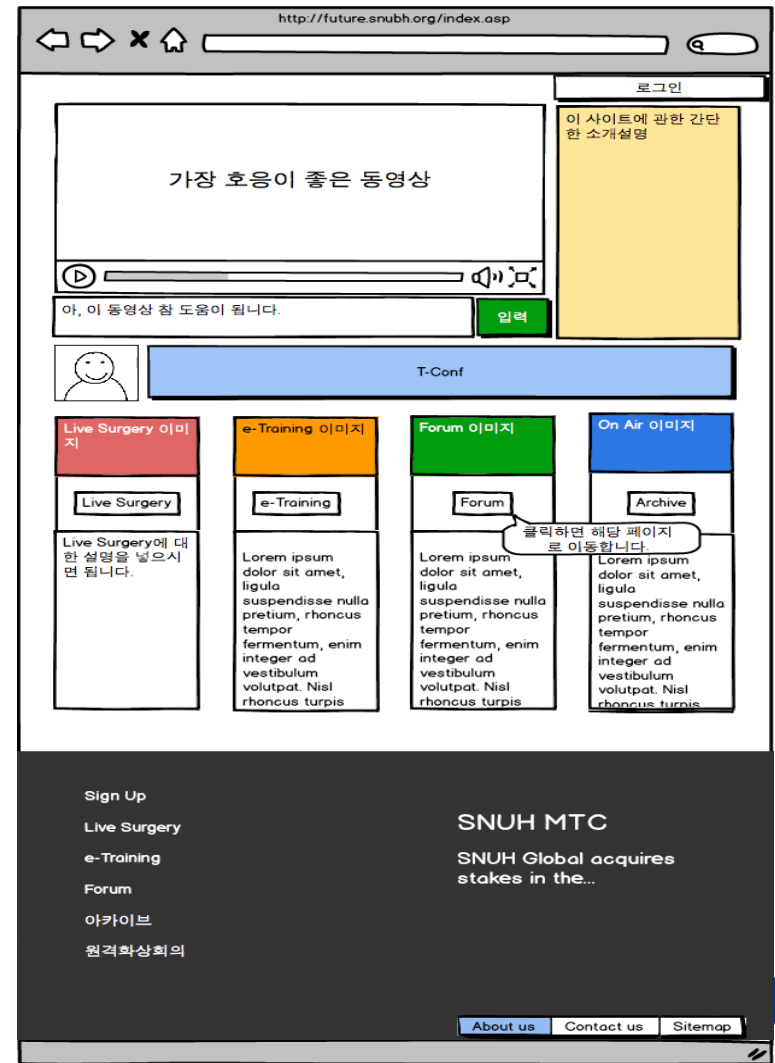 http://future.snubh.org/index.asp
로그인
가장 호응이 좋은 동영상
이 사이트에 관한 간단
한 소개설명
아, 이 동영상 참 도움이 됩니다.
입력
T-Conf
Live Surgery 이미
지
Live Surgery
Live Surgery에 대
한 설명을 넣으시
면 됩니다.
e-Training 이미지
e-Training
Lorem ipsum
dolor sit amet,
ligula
suspendisse nulla
pretium, rhoncus
tempor
fermentum, enim
integer ad
vestibulum
volutpat. Nisl
rhoncus turpis
Forum 이미지
Forum
클릭하면 해당 페이지
로 이동합니다.
Lorem ipsum
dolor sit amet,
ligula
suspendisse nulla
pretium, rhoncus
tempor
fermentum, enim
integer ad
vestibulum
volutpat. Nisl
rhoncus turpis
On Air 이미지
Archive
Lorem ipsum
dolor sit amet,
ligula
suspendisse nulla
pretium, rhoncus
tempor
fermentum, enim
integer ad
vestibulum
volutpat. Nisl
rhoncus turpis
Sign Up
Live Surgery
e-Training
Forum
아카이브
원격화상회의
SNUH MTC
SNUH Global acquires
stakes in the...
About us
Contact us
Sitemap